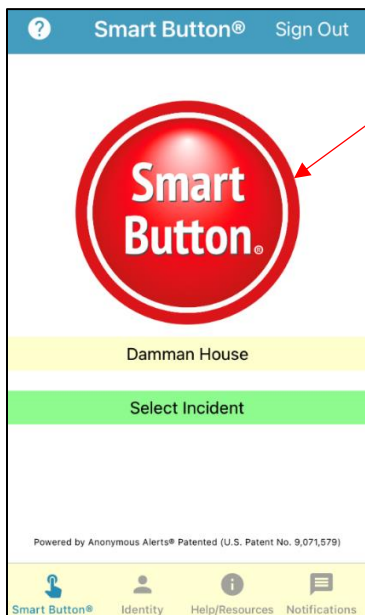 ? Smart Button® Sign Out
Smart
Button®
Damman House
Select Incident
Powered by Anonymous Alerts® Patented (U.S. Patent No. 9,071,579)
Smart Button® Identity Help/Resources Notifications